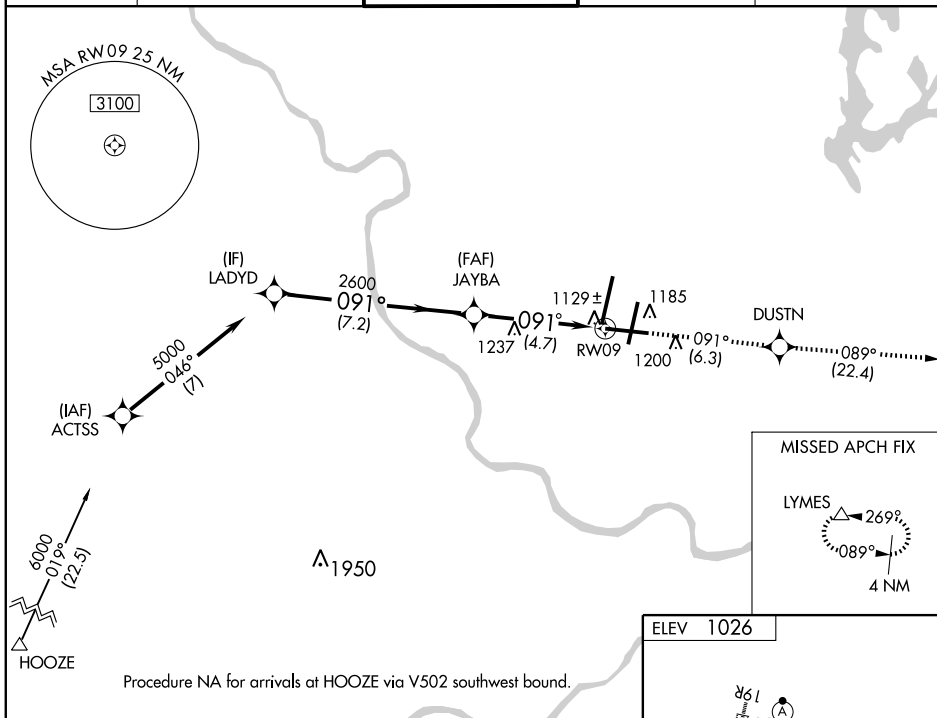 MSA RW09 25 NM
3100
(IF)
LADYD
2600
091°
(7.2)
(FAF)
JAYBA
1237
091°
(4.7)
1129 ±
RW09
1185
1200
091°
(6.3)
DUSTN
089°
(22.4)
5000
046°
(7)
(IAF)
ACTSS
6000
019°
(22.5)
HOOZE
1950
MISSED APCH FIX
LYMES
269°
089°
4 NM
Procedure NA for arrivals at HOOZE via V502 southwest bound.
ELEV 1026
19R
A